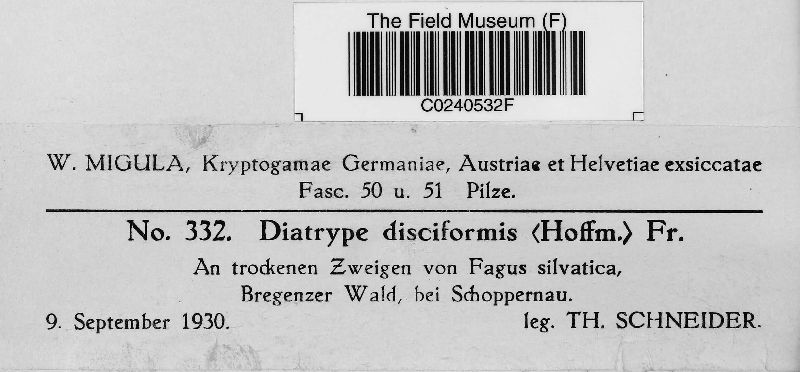 The Field Museum (F)
C0240532F
W. MIGULA, Kryptogamae Germaniae, Austriae et Helvetiae exsiccatae
Fasc. 50 u. 51 Pilze.
No. 332. Diatrype disciformis (Hoffm.) Fr.
An trockenen Zweigen von Fagus silvatica,
Bregenzer Wald, bei Schoppernau.
9. September 1930. leg. TH. SCHNEIDER.